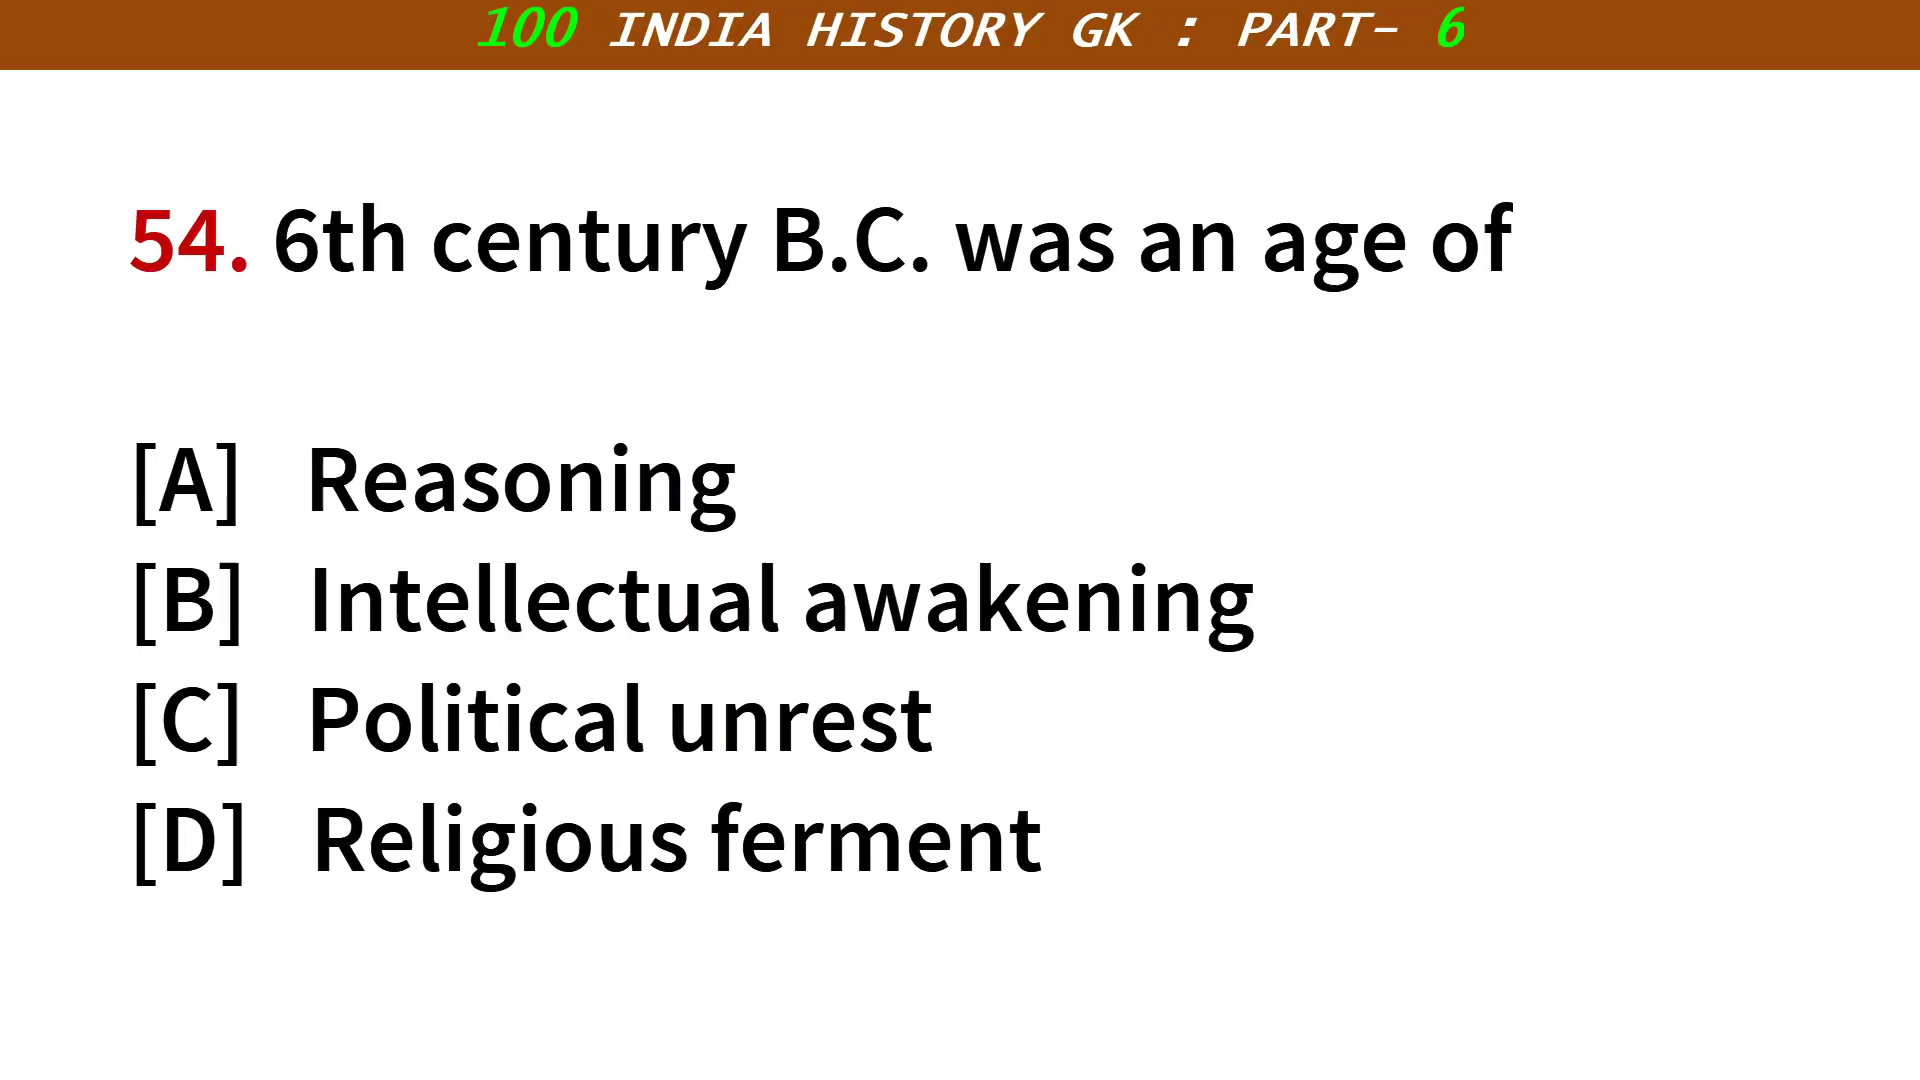 100 INDIA HISTORY GK : PART- 6
54. 6th century B.C. was an age of
[A] Reasoning
[B] Intellectual awakening
[C] Political unrest
[D] Religious ferment